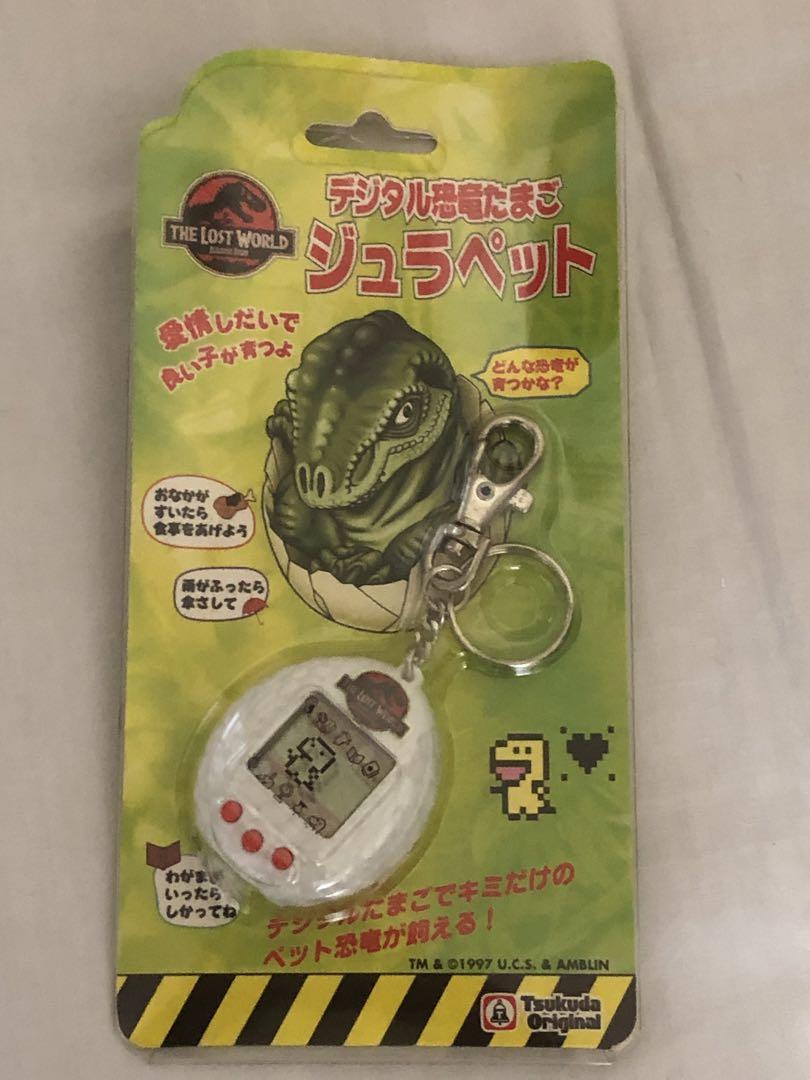 デジタル恐竜たまご
ジュラペット
THE LOST WORLD
JURASSIC PARK
愛情しだいで
良い子が育つよ
どんな恐竜が
育つかな?
おなかが
すいたら
食事をあげよう
雨がふったら
傘さして
THE LOST WORLD
わがまま
いったら
しかってね
デジタルたまごでキミだけの
ペット恐竜が飼える!
TM & ©1997 U.C.S. & AMBLIN
Tsukuda
Original